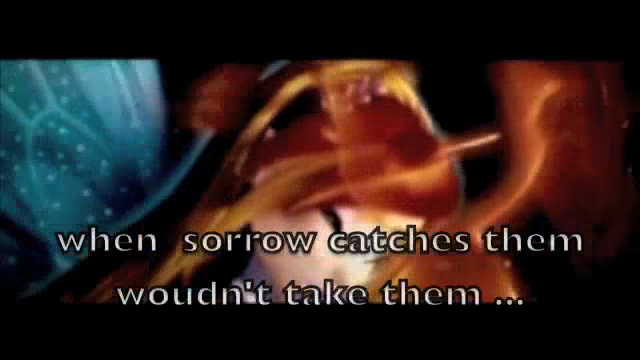 when sorrow catches them
woudn't take them ...